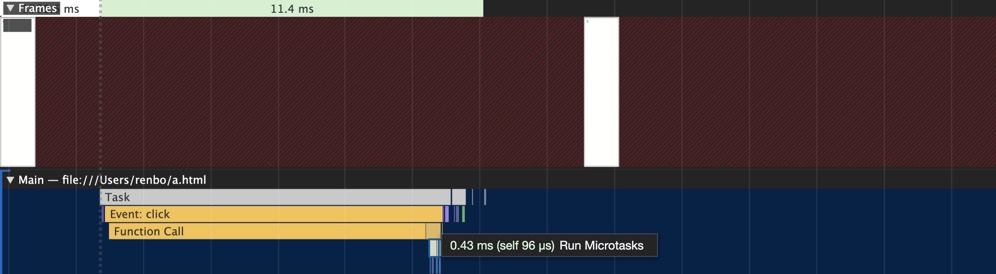 ▼ Frames ms
11.4 ms
▼ Main — file:///Users/renbo/a.html
Task
Event: click
Function Call
0.43 ms (self 96 μs) Run Microtasks